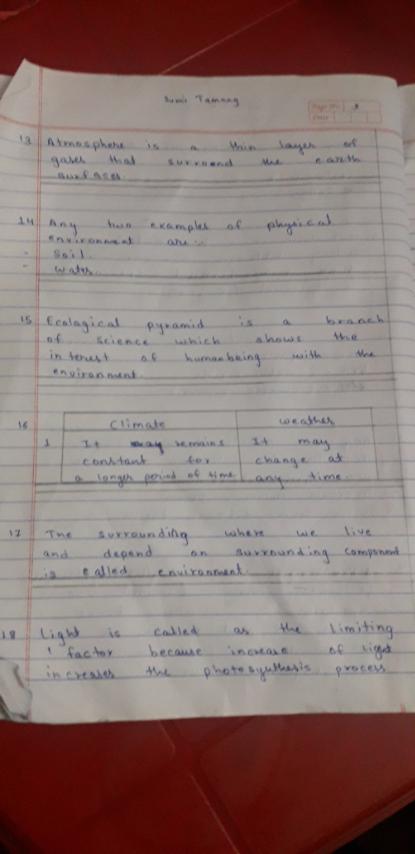 Sumit Tamang
Page No. 3
Date
13 Atmosphere is a thin layer of
gases that surround the earth
surfaces.
14 Any two examples of physical
environment are :-
- Soil.
- Water.
15 Ecological pyramid is a branch
of science which shows the
interest of humanbeing with the
environment.
16 Climate weather
1 It remains It may
constant for change at
a longer period of time any time.
17 The surrounding where we live
and depend on surrounding component
is called environment.
18 Light is called as the limiting
factor because increase of light
increases the photosythesis process